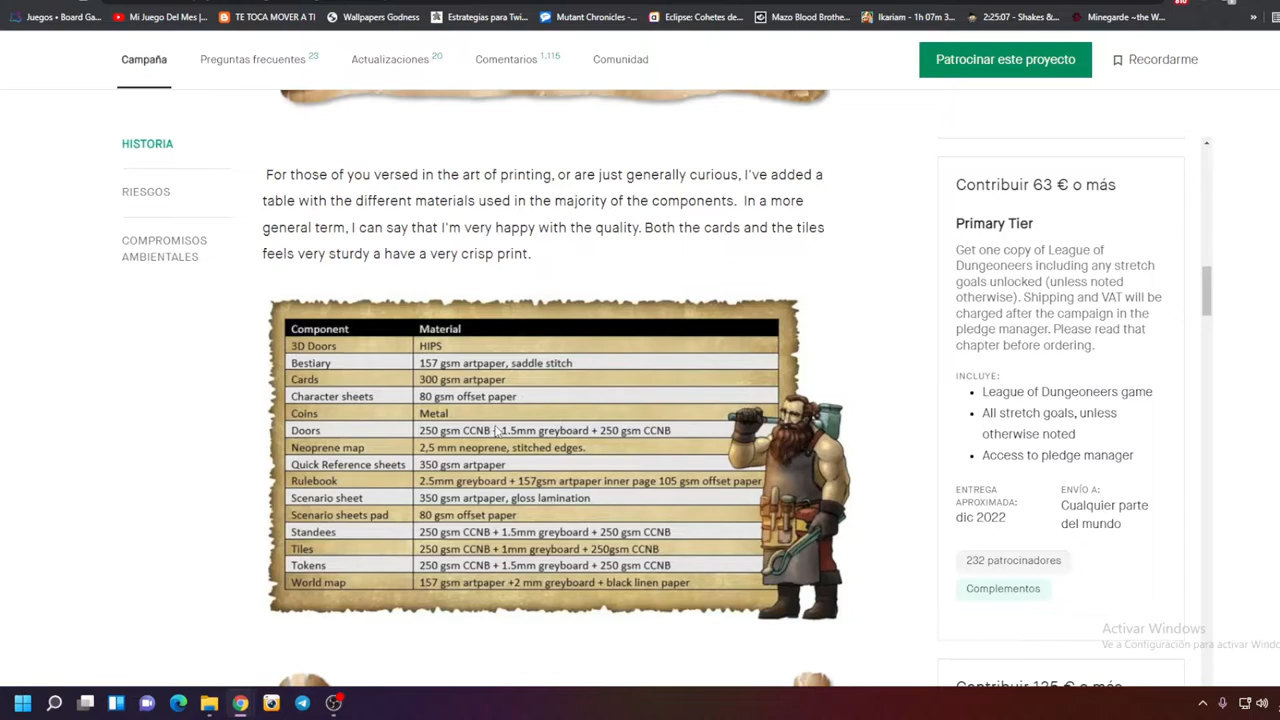 Juegos • Board Ga...
Mi Juego Del Mes |...
TE TOCA MOVER A TI
Wallpapers Godness
Estrategias para Twi...
Mutant Chronicles -...
Eclipse: Cohetes de...
Mazo Blood Brothe...
Ikariam - 1h 07m 3...
2:25:07 - Shakes &...
Minegarde ~the W...
»
Campaña
Preguntas frecuentes 23
Actualizaciones 20
Comentarios 1.115
Comunidad
Patrocinar este proyecto
Recordarme
HISTORIA
RIESGOS
COMPROMISOS
AMBIENTALES
For those of you versed in the art of printing, or are just generally curious, I've added a
table with the different materials used in the majority of the components. In a more
general term, I can say that I'm very happy with the quality. Both the cards and the tiles
feels very sturdy a have a very crisp print.
Component Material
3D Doors HIPS
Bestiary 157 gsm artpaper, saddle stitch
Cards 300 gsm artpaper
Character sheets 80 gsm offset paper
Coins Metal
Doors 250 gsm CCNB + 1.5mm greyboard + 250 gsm CCNB
Neoprene map 2,5 mm neoprene, stitched edges.
Quick Reference sheets 350 gsm artpaper
Rulebook 2.5mm greyboard + 157gsm artpaper inner page 105 gsm offset paper
Scenario sheet 350 gsm artpaper, gloss lamination
Scenario sheets pad 80 gsm offset paper
Standees 250 gsm CCNB + 1.5mm greyboard + 250 gsm CCNB
Tiles 250 gsm CCNB + 1mm greyboard + 250gsm CCNB
Tokens 250 gsm CCNB + 1.5mm greyboard + 250 gsm CCNB
World map 157 gsm artpaper +2 mm greyboard + black linen paper
Contribuir 63 € o más
Primary Tier
Get one copy of League of
Dungeoneers including any stretch
goals unlocked (unless noted
otherwise). Shipping and VAT will be
charged after the campaign in the
pledge manager. Please read that
chapter before ordering.
INCLUYE:
• League of Dungeoneers game
• All stretch goals, unless
otherwise noted
• Access to pledge manager
ENTREGA
APROXIMADA:
dic 2022
ENVÍO A:
Cualquier parte
del mundo
232 patrocinadores
Complementos
Activar Windows
Ve a Configuración para activar Windo